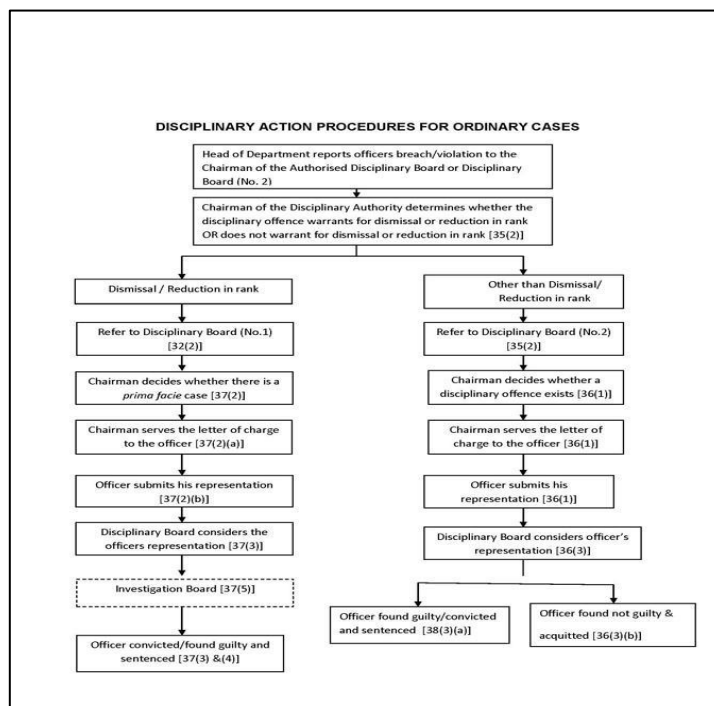 DISCIPLINARY ACTION PROCEDURES FOR ORDINARY CASES
Head of Department reports officers breach/violation to the
Chairman of the Authorised Disciplinary Board or Disciplinary
Board (No. 2)
Chairman of the Disciplinary Authority determines whether the
disciplinary offence warrants for dismissal or reduction in rank
OR does not warrant for dismissal or reduction in rank [35(2)]
Dismissal / Reduction in rank
Refer to Disciplinary Board (No.1)
[32(2)]
Chairman decides whether there is a
prima facie case [37(2)]
Chairman serves the letter of charge
to the officer [37(2)(a)]
Officer submits his representation
[37(2)(b)]
Disciplinary Board considers the
officers representation [37(3)]
Investigation Board [37(5)]
Officer convicted/found guilty and
sentenced [37(3) &(4)]
Other than Dismissal/
Reduction in rank
Refer to Disciplinary Board (No.2)
[35(2)]
Chairman decides whether a
disciplinary offence exists [36(1)]
Chairman serves the letter of
charge to the officer [36(1)]
Officer submits his
representation [36(1)]
Disciplinary Board considers officer's
representation [36(3)]
Officer found guilty/convicted
and sentenced [38(3)(a)]
Officer found not guilty &
acquitted [36(3)(b)]